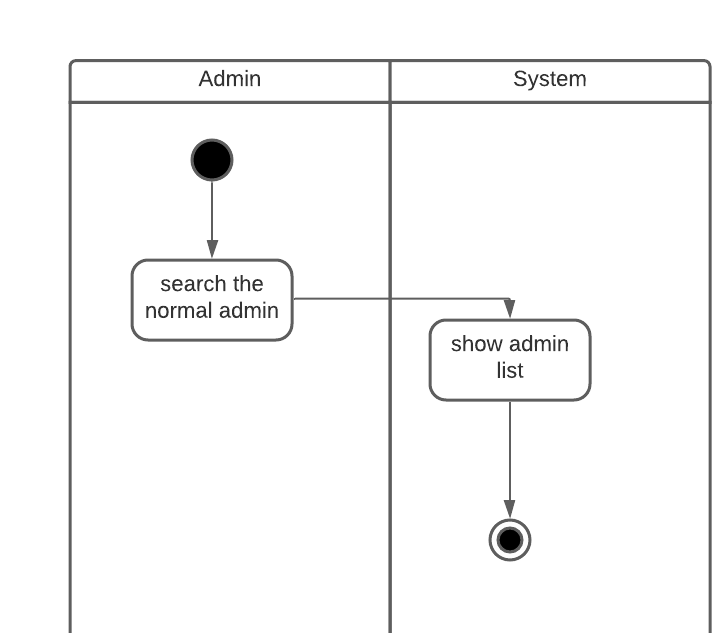 Admin
System
search the
normal admin
show admin
list